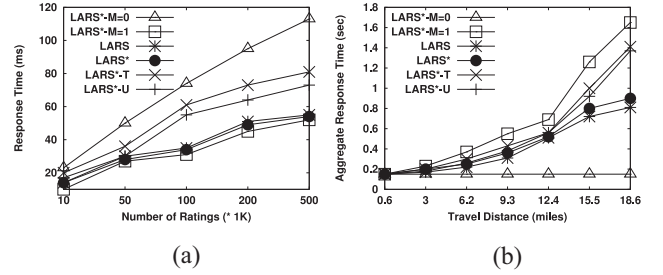 120
100
80
60
40
20
Response Time (ms)
LARS*-M=0
LARS*-M=1
LARS
LARS*
LARS*-T
LARS*-U
10 50 100 200 500
Number of Ratings (* 1K)
(a)
2
1.8
1.6
1.4
1.2
1
0.8
0.6
0.4
0.2
0
Aggregate Response Time (sec)
LARS*-M=0
LARS*-M=1
LARS
LARS*
LARS*-T
LARS*-U
0.6 3 6.2 9.3 12.4 15.5 18.6
Travel Distance (miles)
(b)